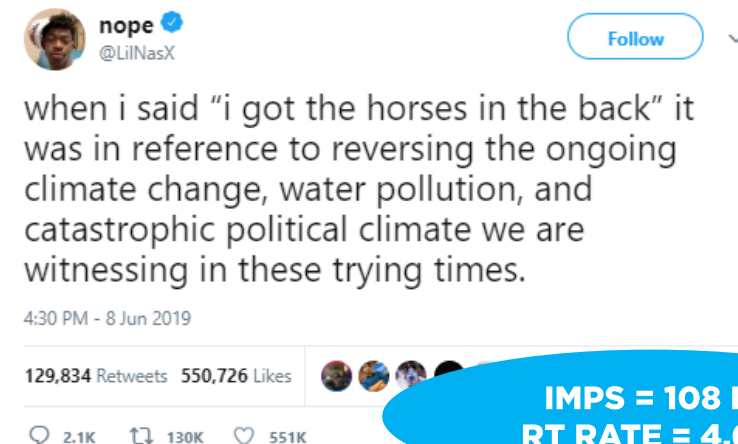 nope
@LilNasX
Follow
when i said “i got the horses in the back” it
was in reference to reversing the ongoing
climate change, water pollution, and
catastrophic political climate we are
witnessing in these trying times.
4:30 PM - 8 Jun 2019
129,834 Retweets 550,726 Likes
2.1K 130K 551K
IMPS = 108
RT RATE =